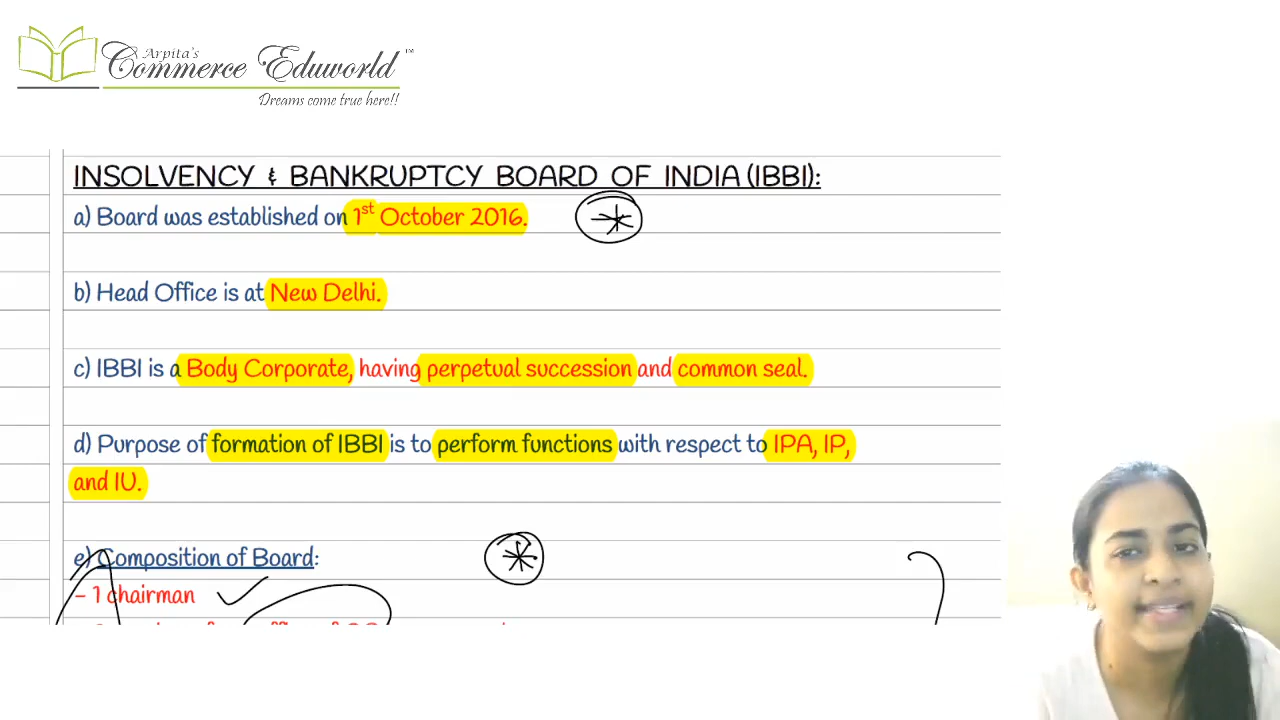 Arpita's
Commerce Eduworld™
Dreams come true here!!
INSOLVENCY & BANKRUPTCY BOARD OF INDIA (IBBI):
a) Board was established on 1st October 2016.
b) Head Office is at New Delhi.
c) IBBI is a Body Corporate, having perpetual succession and common seal.
d) Purpose of formation of IBBI is to perform functions with respect to IPA, IP,
and IU.
e) Composition of Board:
- 1 chairman